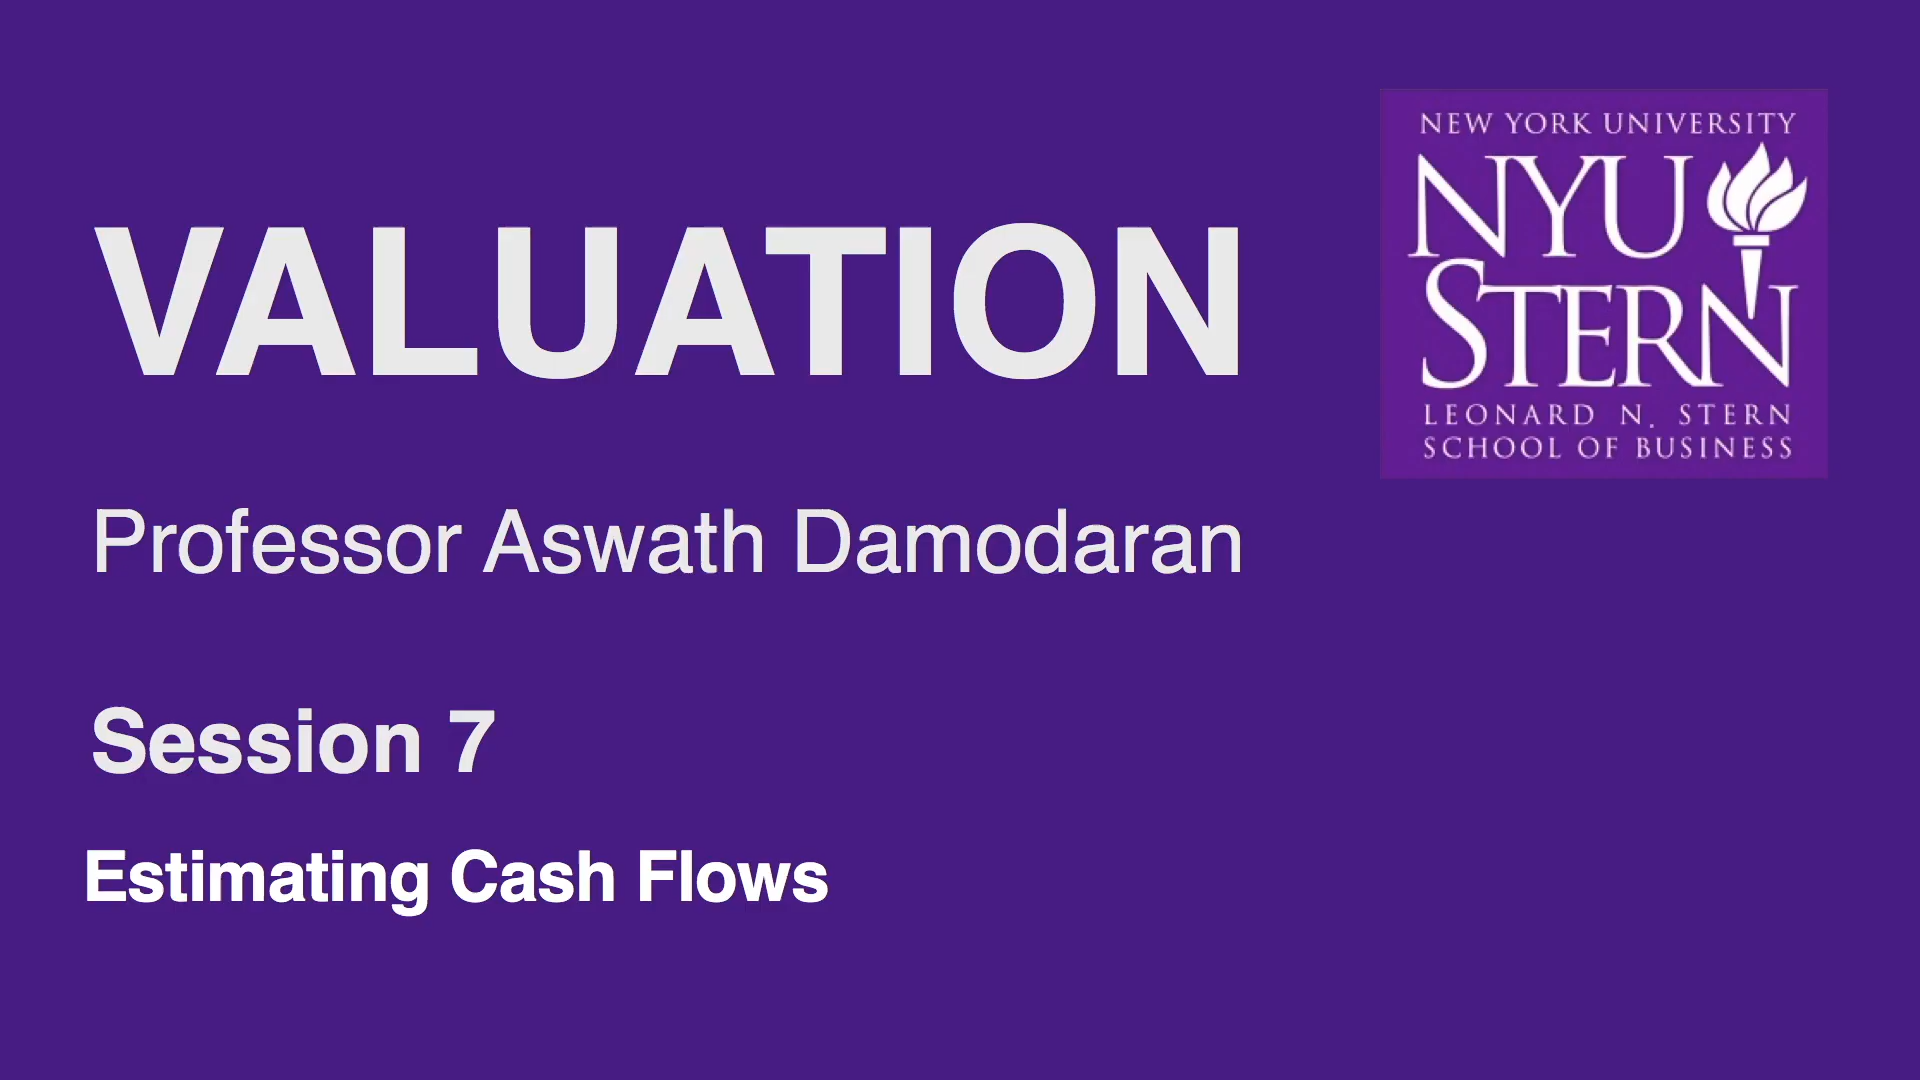 VALUATION
Professor Aswath Damodaran
Session 7
Estimating Cash Flows
NEW YORK UNIVERSITY
NYU
STERN
LEONARD N. STERN
SCHOOL OF BUSINESS